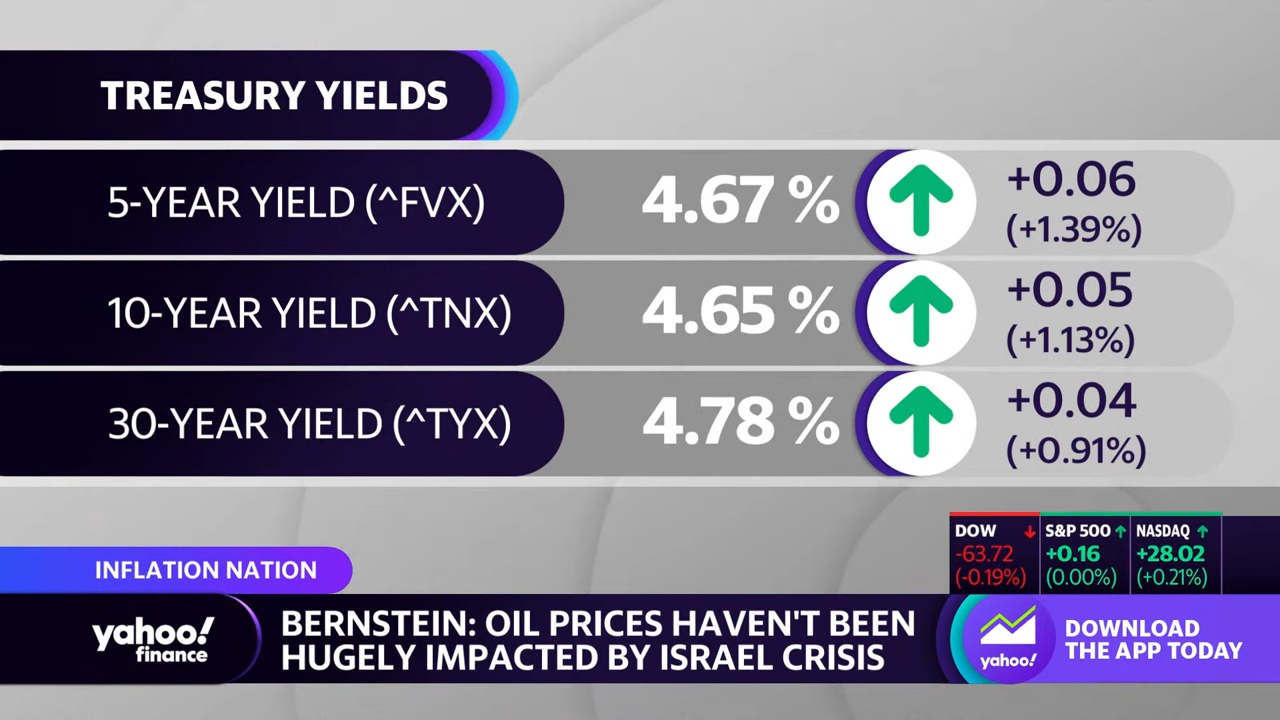 TREASURY YIELDS
5-YEAR YIELD (^FVX) 4.67 % +0.06
(+1.39%)
10-YEAR YIELD (^TNX) 4.65 % +0.05
(+1.13%)
30-YEAR YIELD (^TYX) 4.78 % +0.04
(+0.91%)
DOW S&P 500 NASDAQ
-63.72 +0.16 +28.02
(-0.19%) (0.00%) (+0.21%)
INFLATION NATION
yahoo!
finance
BERNSTEIN: OIL PRICES HAVEN'T BEEN
HUGELY IMPACTED BY ISRAEL CRISIS
yahoo!
DOWNLOAD
THE APP TODAY